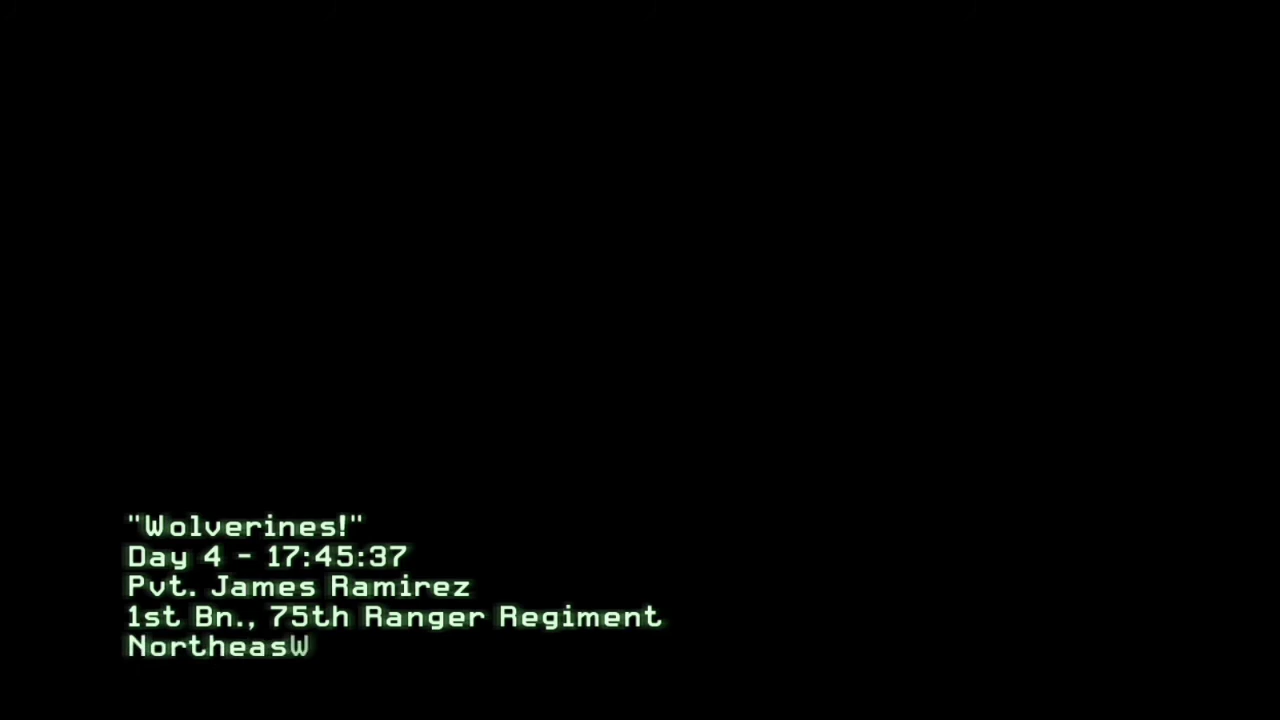 "Wolverines!"
Day 4 - 17:45:37
Pvt. James Ramirez
1st Bn., 75th Ranger Regiment
NortheasW